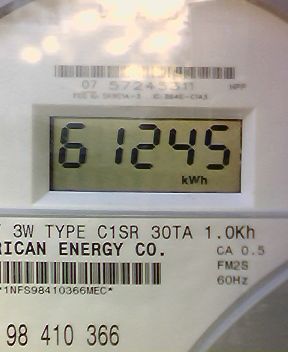 07 57245311
61245
kWh
3W TYPE C1SR 30TA 1.0Kh
RICAN ENERGY CO.
CA 0.5
FM2S
60Hz
*1NFS98410366MEC*
98 410 366